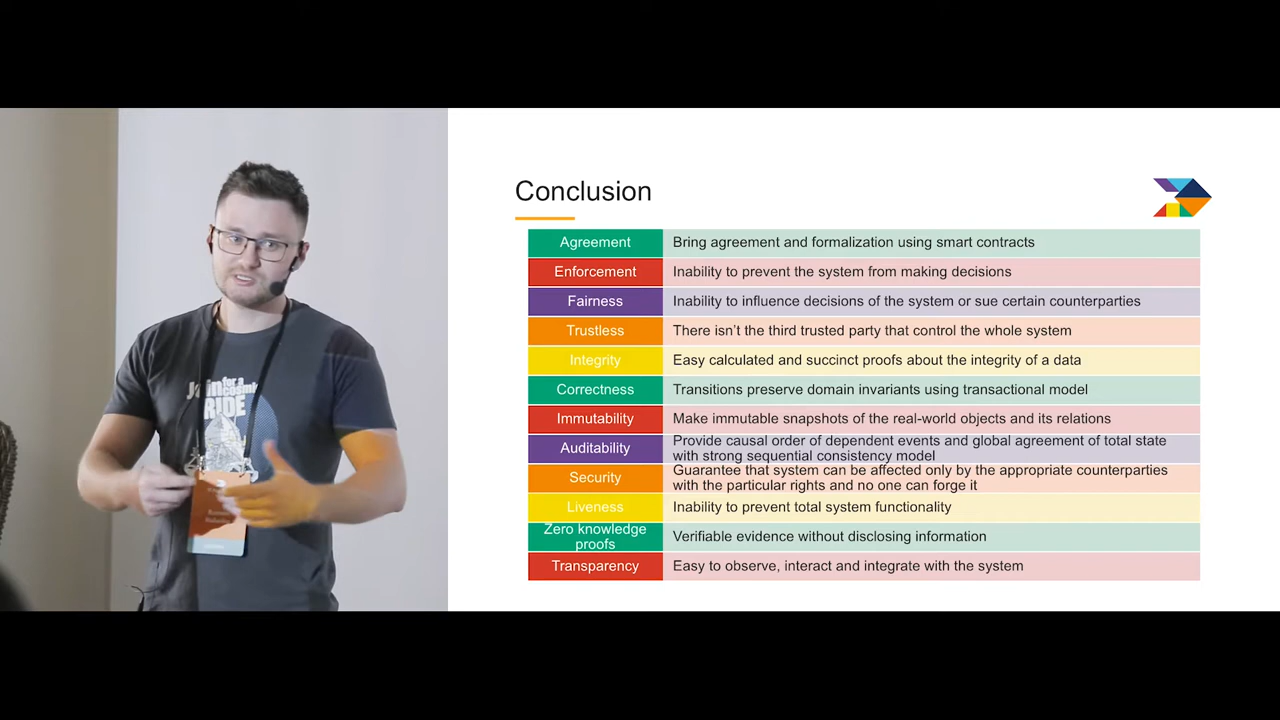 Join for a
cosmic
RIDE
Conclusion
Agreement Bring agreement and formalization using smart contracts
Enforcement Inability to prevent the system from making decisions
Fairness Inability to influence decisions of the system or sue certain counterparties
Trustless There isn’t the third trusted party that control the whole system
Integrity Easy calculated and succinct proofs about the integrity of a data
Correctness Transitions preserve domain invariants using transactional model
Immutability Make immutable snapshots of the real-world objects and its relations
Auditability Provide causal order of dependent events and global agreement of total state
with strong sequential consistency model
Security Guarantee that system can be affected only by the appropriate counterparties
with the particular rights and no one can forge it
Liveness Inability to prevent total system functionality
Zero knowledge
proofs Verifiable evidence without disclosing information
Transparency Easy to observe, interact and integrate with the system